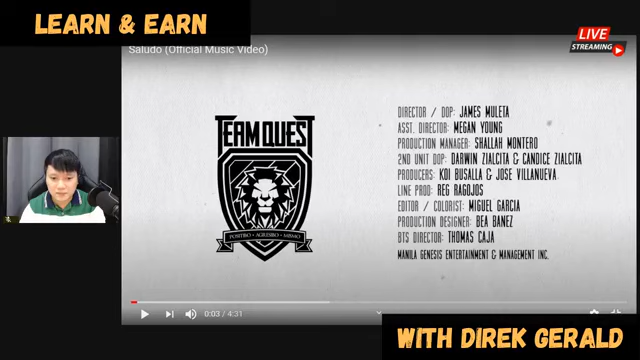 LEARN & EARN
Saludo (Official Music Video)
LIVE
STREAMING
TEAM QUEST
POSITIBO • AGRESIBO • MISMO
DIRECTOR / DOP: JAMES MULETA
ASST. DIRECTOR: MEGAN YOUNG
PRODUCTION MANAGER: SHALLAH MONTERO
2ND UNIT DOP: DARWIN ZIALCITA & CANDICE ZIALCITA
PRODUCERS: KOI BUSALLA & JOSE VILLANUEVA
LINE PROD: REG RAGOJOS
EDITOR / COLORIST: MIGUEL GARCIA
PRODUCTION DESIGNER: BEA BANEZ
BTS DIRECTOR: THOMAS CAJA
MANILA GENESIS ENTERTAINMENT & MANAGEMENT INC.
0:03 / 4:31
WITH DIREK GERALD